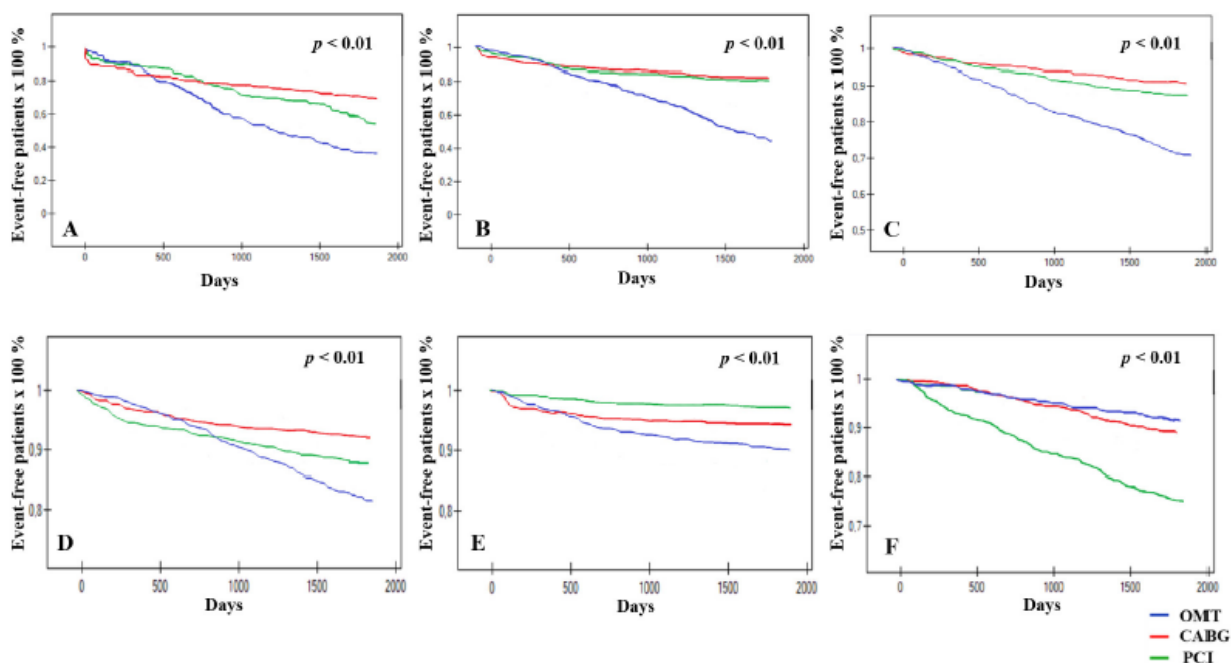 Event-free patients x 100 %
p < 0.01
1
0,8
0,6
0,4
0,2
0
A
0
500
1000
1500
2000
Days
Event-free patients x 100 %
p < 0.01
1
0,8
0,6
0,4
0,2
0
B
0
500
1000
1500
2000
Days
Event-free patients x 100 %
p < 0.01
1
0,9
0,8
0,7
0,6
0,5
C
0
500
1000
1500
2000
Days
Event-free patients x 100 %
p < 0.01
1
0,9
0,8
D
0
500
1000
1500
2000
Days
Event-free patients x 100 %
p < 0.01
1
0,9
0,8
E
0
500
1000
1500
2000
Days
Event-free patients x 100 %
p < 0.01
1
0,9
0,8
0,7
F
0
500
1000
1500
2000
Days
OMT
CABG
PCI